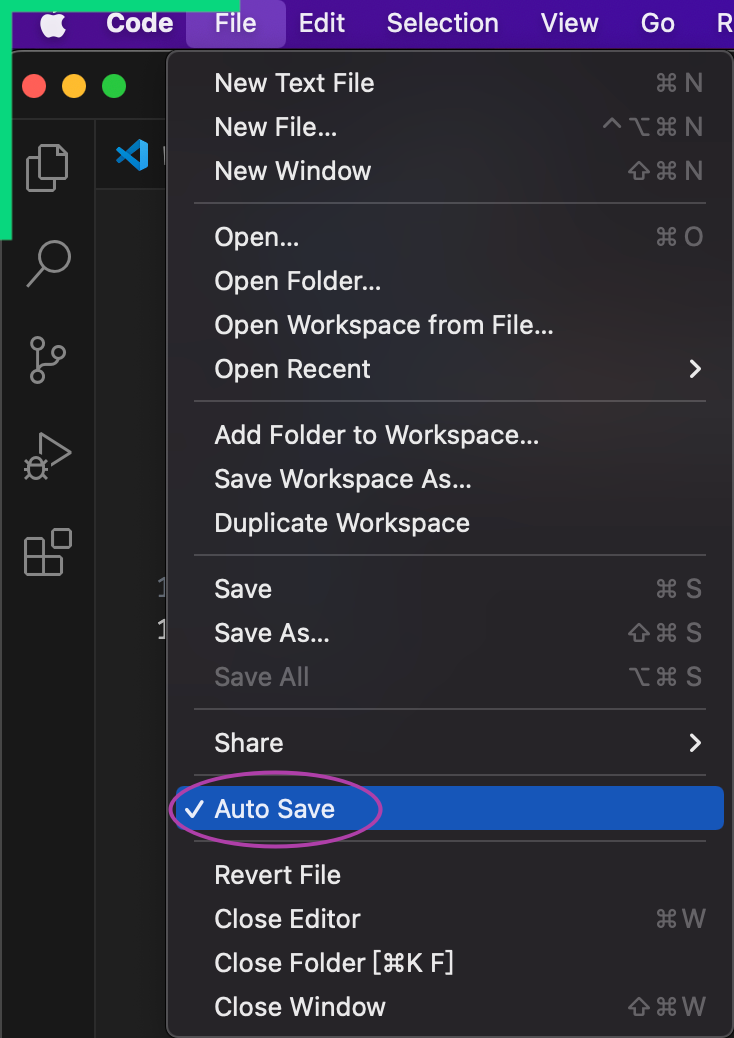 Code File Edit Selection View Go R
New Text File ⌘ N
New File... ^⌥⌘ N
New Window ⇧⌘ N
Open... ⌘ O
Open Folder...
Open Workspace from File...
Open Recent
Add Folder to Workspace...
Save Workspace As...
Duplicate Workspace
Save ⌘ S
Save As... ⇧⌘ S
Save All ⌥⌘ S
Share
✓ Auto Save
Revert File
Close Editor ⌘W
Close Folder [⌘K F]
Close Window ⇧⌘W